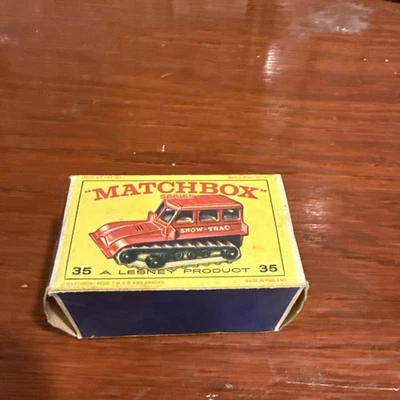 "MATCHBOX"
SERIES
SNOW-TRAC
35 A LESNEY PRODUCT 35
MADE IN ENGLAND